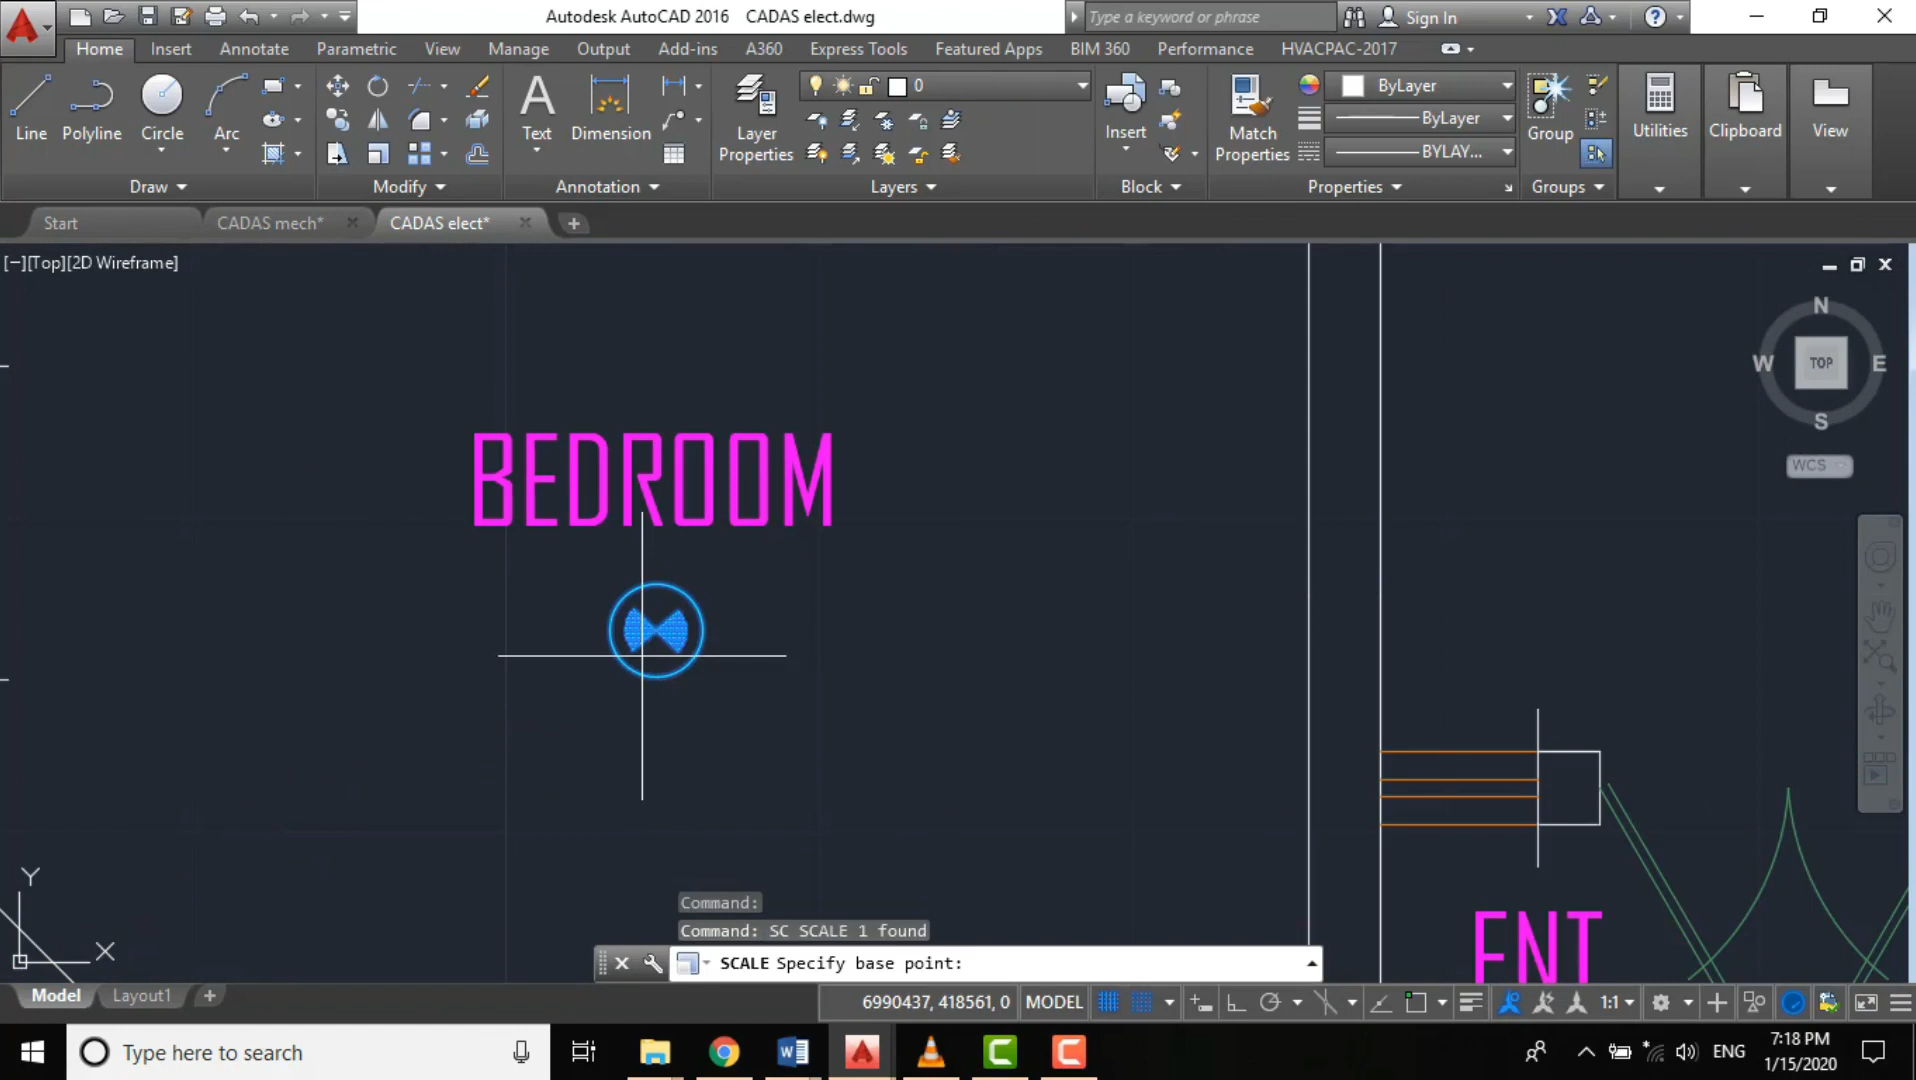 Autodesk AutoCAD 2016 CADAS elect.dwg
Type a keyword or phrase
Sign In
Home Insert Annotate Parametric View Manage Output Add-ins A360 Express Tools Featured Apps BIM 360 Performance HVACPAC-2017
Line Polyline Circle Arc
Text Dimension
Layer Properties
0
Insert
Match Properties
ByLayer
ByLayer
BYLAY...
Group
Utilities Clipboard View
Draw Modify Annotation Layers Block Properties Groups
Start CADAS mech* CADAS elect*
[−][Top][2D Wireframe]
N
W TOP E
S
WCS
BEDROOM
ENT
Y
X
Command:
Command: SC SCALE 1 found
SCALE Specify base point:
Model Layout1
6990437, 418561, 0 MODEL 1:1
Type here to search
ENG
7:18 PM
1/15/2020